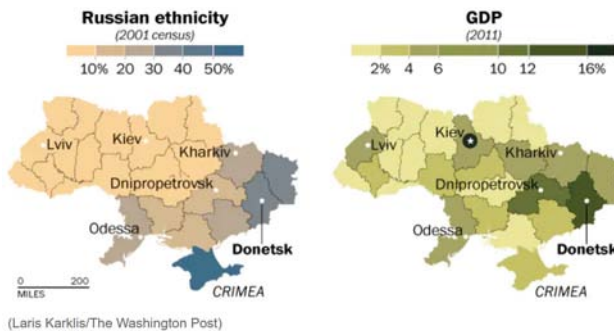 Russian ethnicity
(2001 census)
10% 20 30 40 50%
Lviv
Kiev
Kharkiv
Dnipropetrovsk
Odessa
Donetsk
0 200
MILES
CRIMEA
GDP
(2011)
2% 4 6 10 12 16%
Lviv
Kiev
Kharkiv
Dnipropetrovsk
Odessa
Donetsk
CRIMEA
(Laris Karklis/The Washington Post)